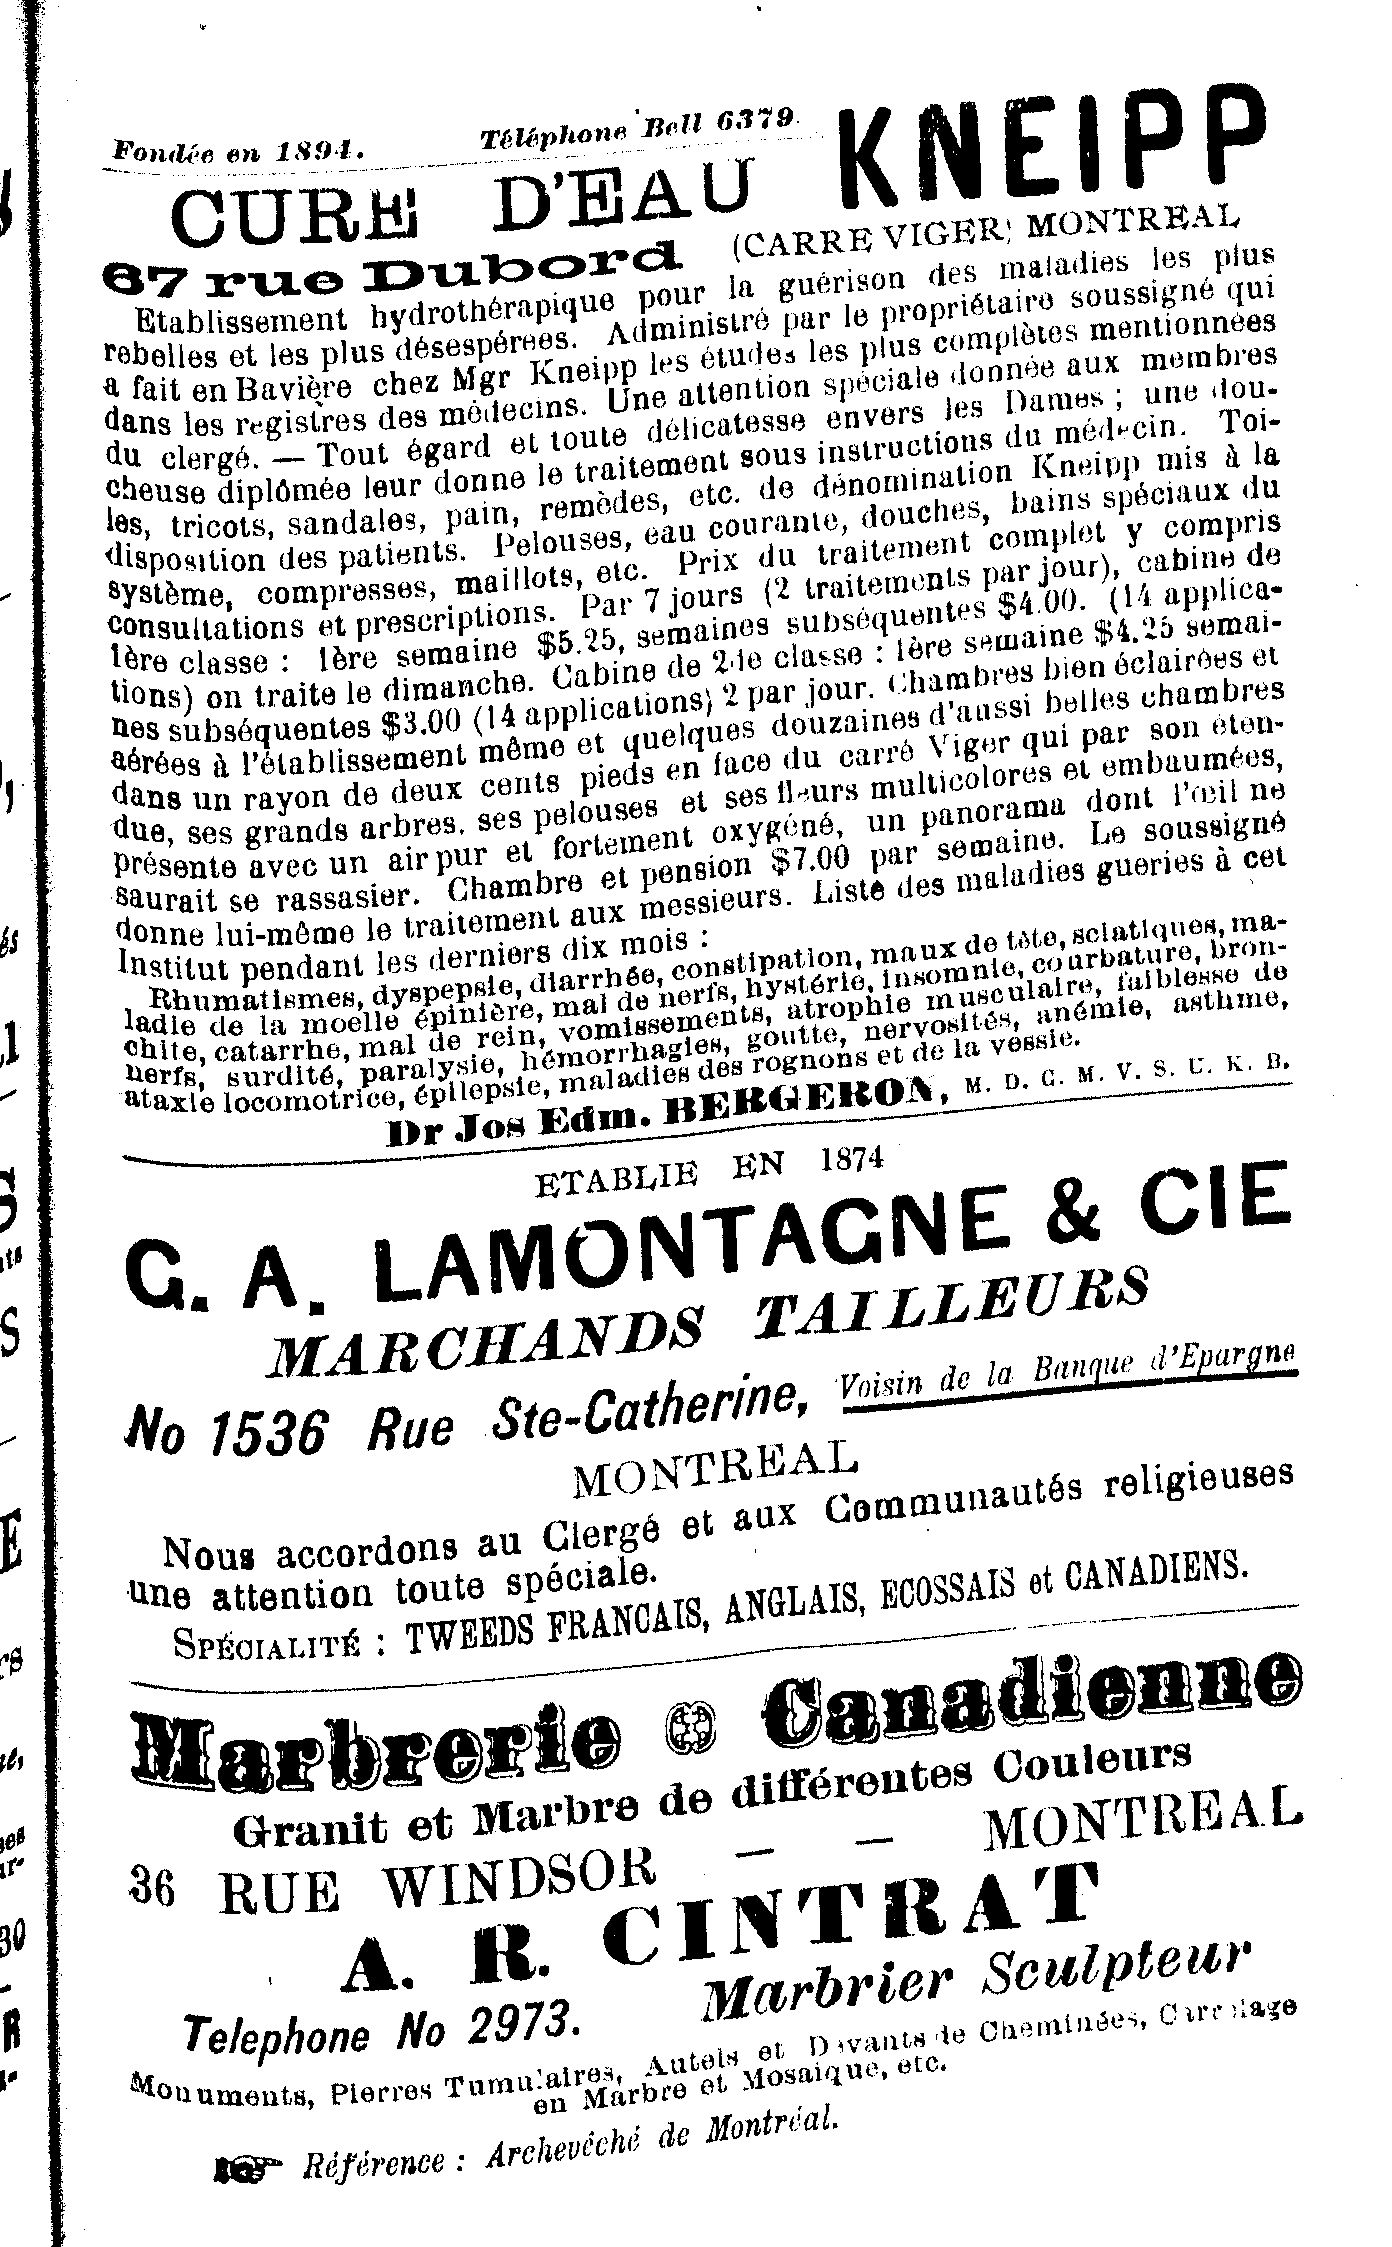 Fondée en 1894. Téléphone Bell 6379.
CURE D'EAU KNEIPP
67 rue Dubord (CARRE VIGER) MONTREAL
Etablissement hydrothérapique pour la guérison des maladies les plus
rebelles et les plus désespérées. Administré par le propriétaire soussigné qui
a fait en Bavière chez Mgr Kneipp les études les plus complètes mentionnées
dans les registres des médecins. Une attention spéciale donnée aux membres
du clergé. — Tout égard et toute délicatesse envers les Dames ; une dou-
cheuse diplômée leur donne le traitement sous instructions du médecin. Toi-
les, tricots, sandales, pain, remèdes, etc. de dénomination Kneipp mis à la
disposition des patients. Pelouses, eau courante, douches, bains spéciaux du
système, compresses, maillots, etc. Prix du traitement complet y compris
consultations et prescriptions. Par 7 jours (2 traitements par jour), cabine de
1ère classe : 1ère semaine $5.25, semaines subséquentes $4.00. (14 applica-
tions) on traite le dimanche. Cabine de 2de classe : 1ère semaine $4.25 semai-
nes subséquentes $3.00 (14 applications) 2 par jour. Chambres bien éclairées et
aérées à l'établissement même et quelques douzaines d'aussi belles chambres
dans un rayon de deux cents pieds en face du carré Viger qui par son éten-
due, ses grands arbres, ses pelouses et ses fleurs multicolores et embaumées,
présente avec un air pur et fortement oxygéné, un panorama dont l'œil ne
saurait se rassasier. Chambre et pension $7.00 par semaine. Le soussigné
donne lui-même le traitement aux messieurs. Liste des maladies gueries à cet
Institut pendant les derniers dix mois :
Rhumatismes, dyspepsie, diarrhée, constipation, maux de tête, sciatiques, ma-
ladie de la moelle épinière, mal de nerfs, hystérie, insomnie, courbature, bron-
chite, catarrhe, mal de rein, vomissements, atrophie musculaire, faiblesse de
nerfs, surdité, paralysie, hémorrhagies, goutte, nervosités, anémie, asthme,
ataxie locomotrice, épilepsie, maladies des rognons et de la vessie.
Dr Jos Edm. BERGERON, M. D. C. M. V. S. U. K. B.
ETABLIE EN 1874
G. A. LAMONTAGNE & CIE
MARCHANDS TAILLEURS
No 1536 Rue Ste-Catherine, Voisin de la Banque d'Epargne
MONTREAL
Nous accordons au Clergé et aux Communautés religieuses
une attention toute spéciale.
SPÉCIALITÉ : TWEEDS FRANCAIS, ANGLAIS, ECOSSAIS et CANADIENS.
Marbrerie Canadienne
Granit et Marbre de différentes Couleurs
36 RUE WINDSOR — — MONTREAL
A. R. CINTRAT
Marbrier Sculpteur
Telephone No 2973.
Monuments, Pierres Tumulaires, Autels et Devants de Cheminées, Carrelage
en Marbre et Mosaique, etc.
Référence : Archevéché de Montréal.